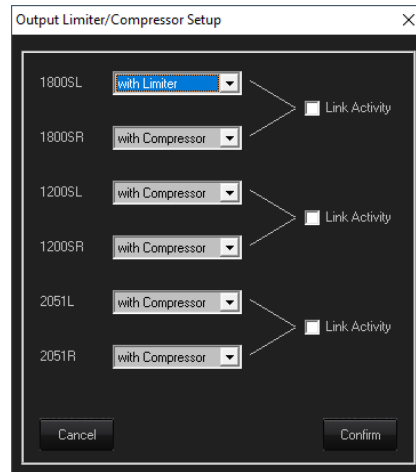 Output Limiter/Compressor Setup
1800SL with Limiter
Link Activity
1800SR with Compressor
1200SL with Compressor
Link Activity
1200SR with Compressor
2051L with Compressor
Link Activity
2051R with Compressor
Cancel Confirm